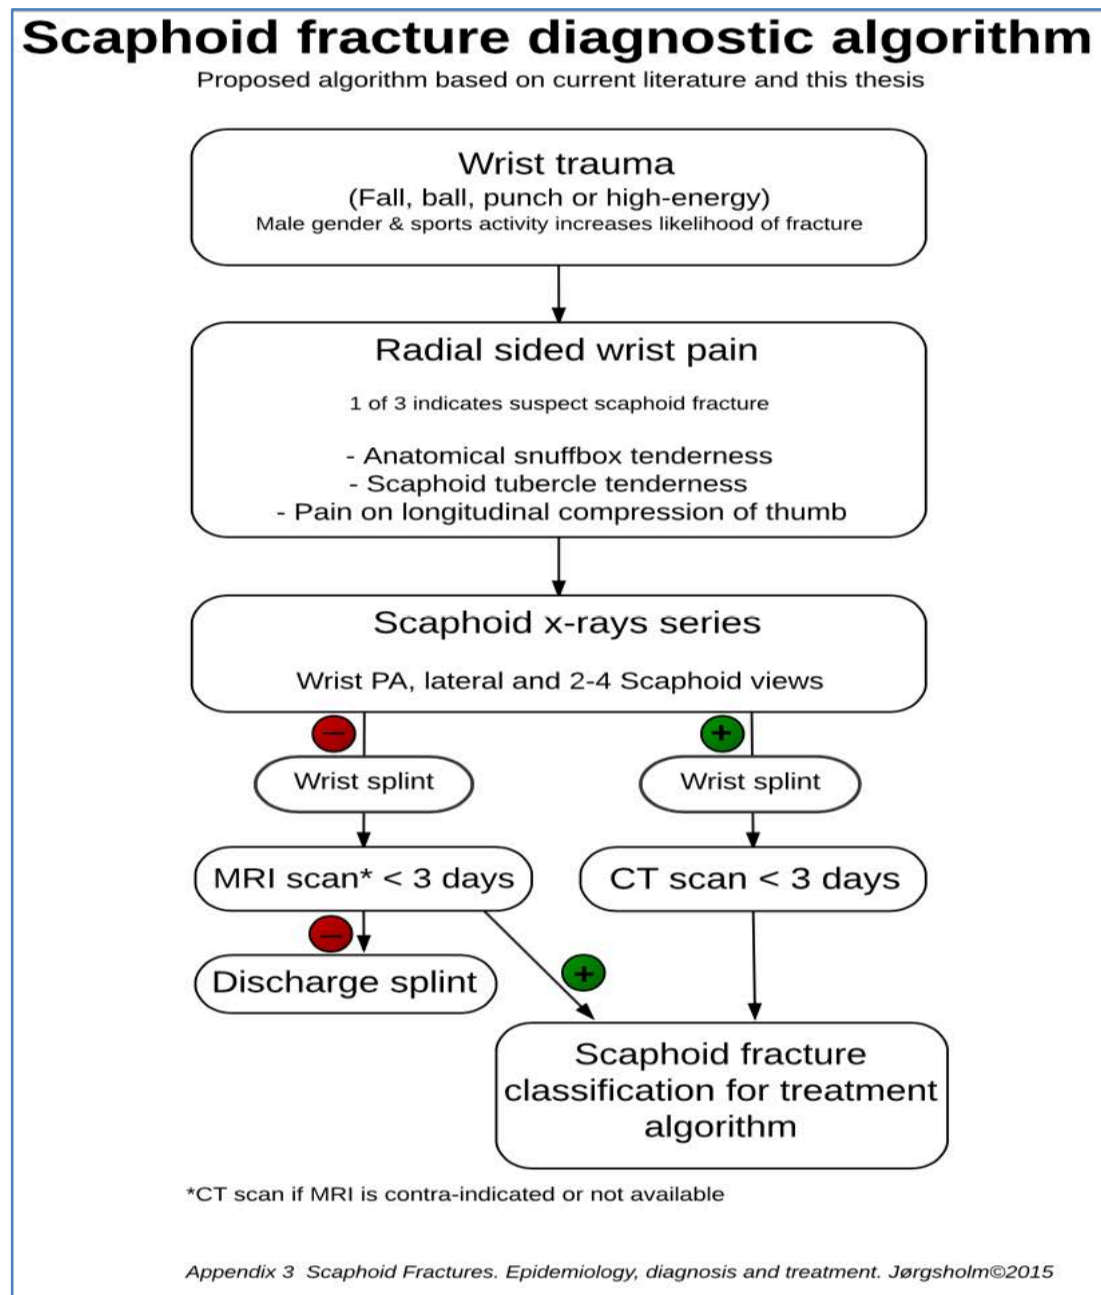 Scaphoid fracture diagnostic algorithm
Proposed algorithm based on current literature and this thesis
Wrist trauma
(Fall, ball, punch or high-energy)
Male gender & sports activity increases likelihood of fracture
Radial sided wrist pain
1 of 3 indicates suspect scaphoid fracture
- Anatomical snuffbox tenderness
- Scaphoid tubercle tenderness
- Pain on longitudinal compression of thumb
Scaphoid x-rays series
Wrist PA, lateral and 2-4 Scaphoid views
−
+
Wrist splint
Wrist splint
MRI scan* < 3 days
CT scan < 3 days
−
Discharge splint
+
Scaphoid fracture
classification for treatment
algorithm
*CT scan if MRI is contra-indicated or not available
Appendix 3 Scaphoid Fractures. Epidemiology, diagnosis and treatment. Jørgsholm©2015